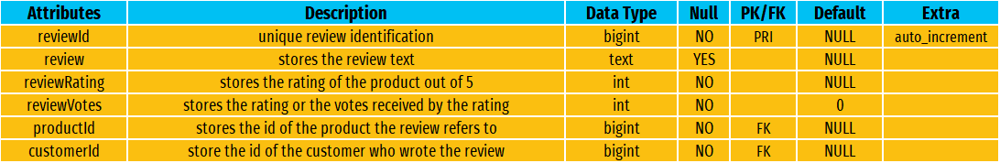 Attributes Description Data Type Null PK/FK Default Extra
reviewId unique review identification bigint NO PRI NULL auto_increment
review stores the review text text YES NULL
reviewRating stores the rating of the product out of 5 int NO NULL
reviewVotes stores the rating or the votes received by the rating int NO 0
productId stores the id of the product the review refers to bigint NO FK NULL
customerId store the id of the customer who wrote the review bigint NO FK NULL